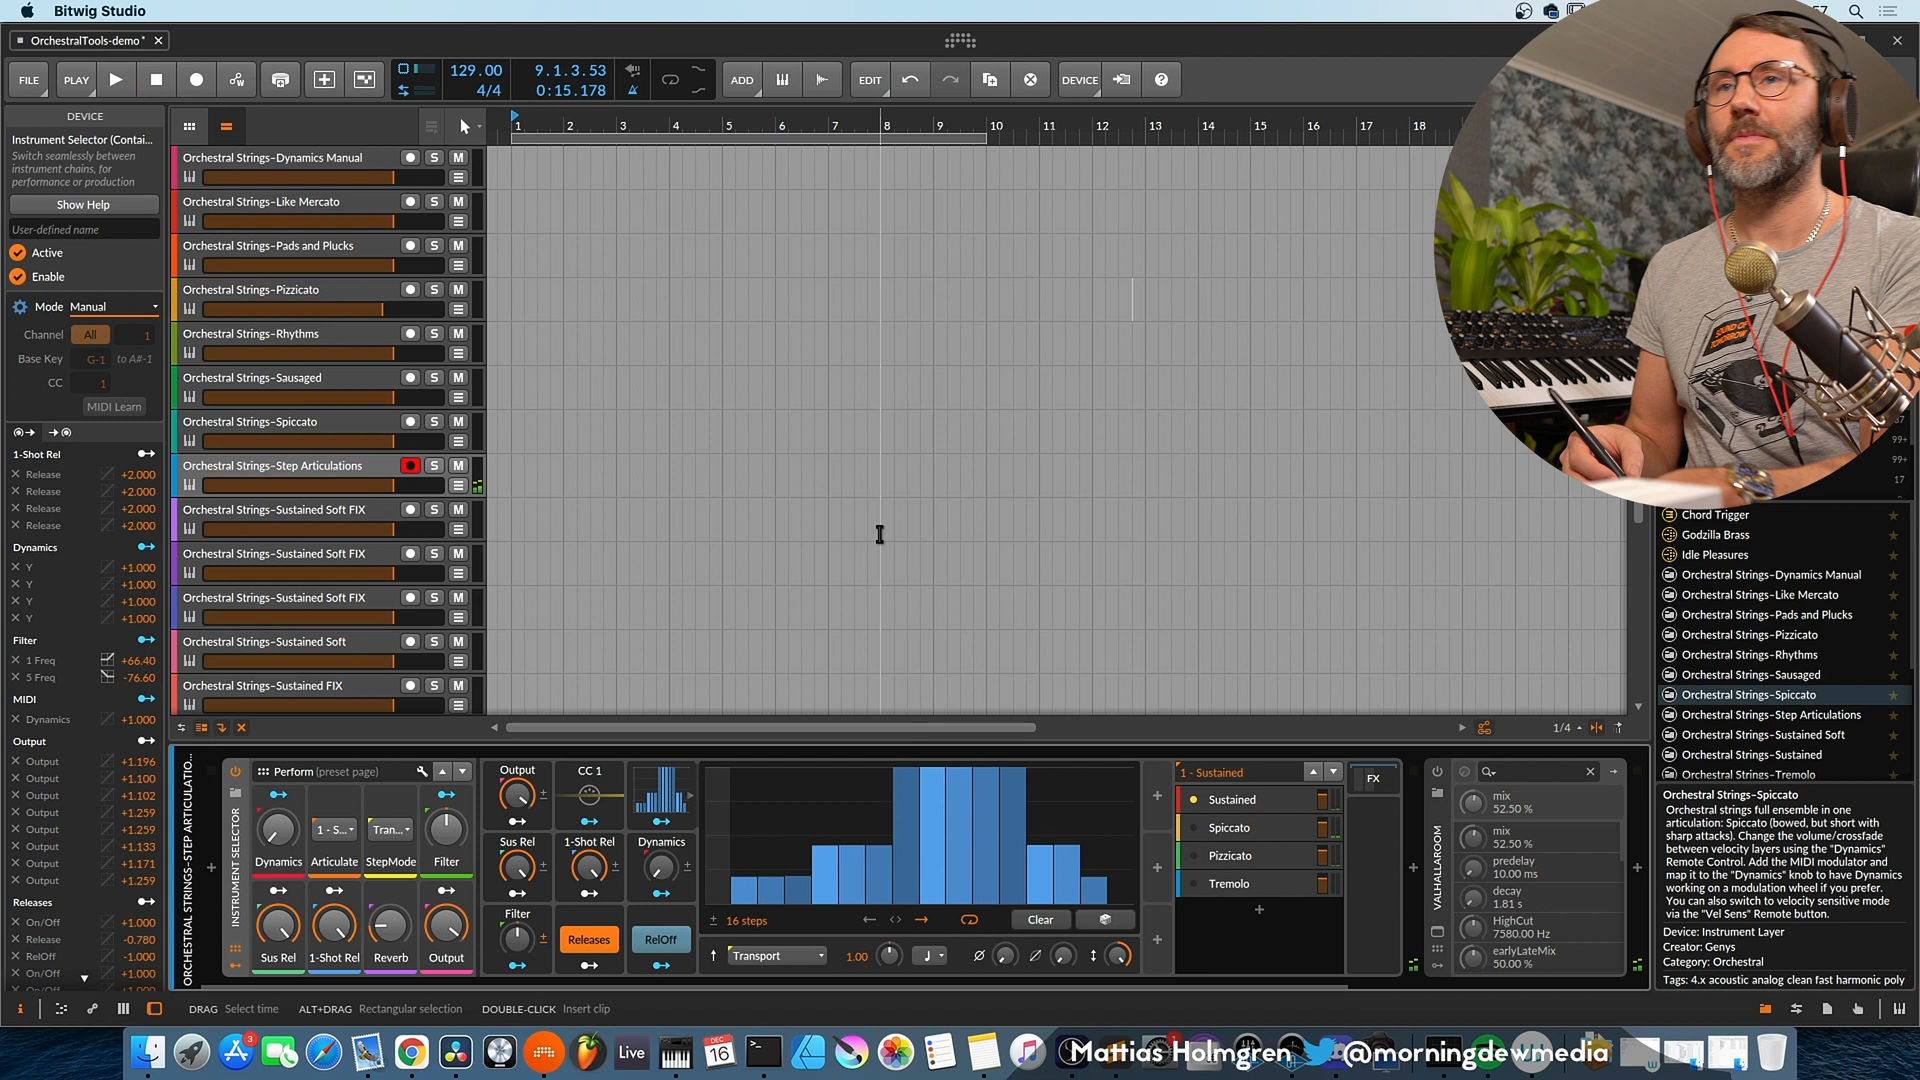 Bitwig Studio
57
OrchestralTools-demo*
FILE
PLAY
129.00
4/4
9.1.3.53
0:15.178
ADD
EDIT
DEVICE
DEVICE
Instrument Selector (Contai...
Switch seamlessly between
instrument chains, for
performance or production
Show Help
User-defined name
Active
Enable
Mode Manual
Channel All 1
Base Key G-1 to A#-1
CC 1
MIDI Learn
1-Shot Rel
Release +2.000
Release +2.000
Release +2.000
Release +2.000
Dynamics
Y +1.000
Y +1.000
Y +1.000
Y +1.000
Filter
1 Freq +66.40
5 Freq -76.60
MIDI
Dynamics +1.000
Output
Output +1.196
Output +1.100
Output +1.102
Output +1.259
Output +1.259
Output +1.133
Output +1.171
Output +1.259
Releases
On/Off +1.000
Release -0.780
RelOff -1.000
On/Off +1.000
1 2 3 4 5 6 7 8 9 10 11 12 13 14 15 16 17 18
Orchestral Strings–Dynamics Manual S M
Orchestral Strings–Like Mercato S M
Orchestral Strings–Pads and Plucks S M
Orchestral Strings–Pizzicato S M
Orchestral Strings–Rhythms S M
Orchestral Strings–Sausaged S M
Orchestral Strings–Spiccato S M
Orchestral Strings–Step Articulations S M
Orchestral Strings–Sustained Soft FIX S M
Orchestral Strings–Sustained Soft FIX S M
Orchestral Strings–Sustained Soft FIX S M
Orchestral Strings–Sustained Soft S M
Orchestral Strings–Sustained FIX S M
1/4
SOUND OF
TOMORROW
37
99+
99+
17
Chord Trigger
Godzilla Brass
Idle Pleasures
Orchestral Strings–Dynamics Manual
Orchestral Strings–Like Mercato
Orchestral Strings–Pads and Plucks
Orchestral Strings–Pizzicato
Orchestral Strings–Rhythms
Orchestral Strings–Sausaged
Orchestral Strings–Spiccato
Orchestral Strings–Step Articulations
Orchestral Strings–Sustained Soft
Orchestral Strings–Sustained
Orchestral Strings–Tremolo
Orchestral Strings–Spiccato
Orchestral strings full ensemble in one
articulation: Spiccato (bowed, but short with
sharp attacks). Change the volume/crossfade
between velocity layers using the "Dynamics"
Remote Control. Add the MIDI modulator and
map it to the "Dynamics" knob to have Dynamics
working on a modulation wheel if you prefer.
You can also switch to velocity sensitive mode
via the "Vel Sens" Remote button.
Device: Instrument Layer
Creator: Genys
Category: Orchestral
Tags: 4.x acoustic analog clean fast harmonic poly
ORCHESTRAL STRINGS–STEP ARTICULATIO...
INSTRUMENT SELECTOR
Perform (preset page)
1 - S...
Tran...
Dynamics Articulate StepMode Filter
Sus Rel 1-Shot Rel Reverb Output
Output CC 1
Sus Rel 1-Shot Rel Dynamics
Filter Releases RelOff
16 steps Clear
Transport 1.00
1 - Sustained
Sustained
Spiccato
Pizzicato
Tremolo
FX
VALHALLAROOM
mix
52.50 %
mix
52.50 %
predelay
10.00 ms
decay
1.81 s
HighCut
7580.00 Hz
earlyLateMix
50.00 %
DRAG Select time ALT+DRAG Rectangular selection DOUBLE-CLICK Insert clip
3
Live
DEC
16
Mattias Holmgren @morningdewmedia